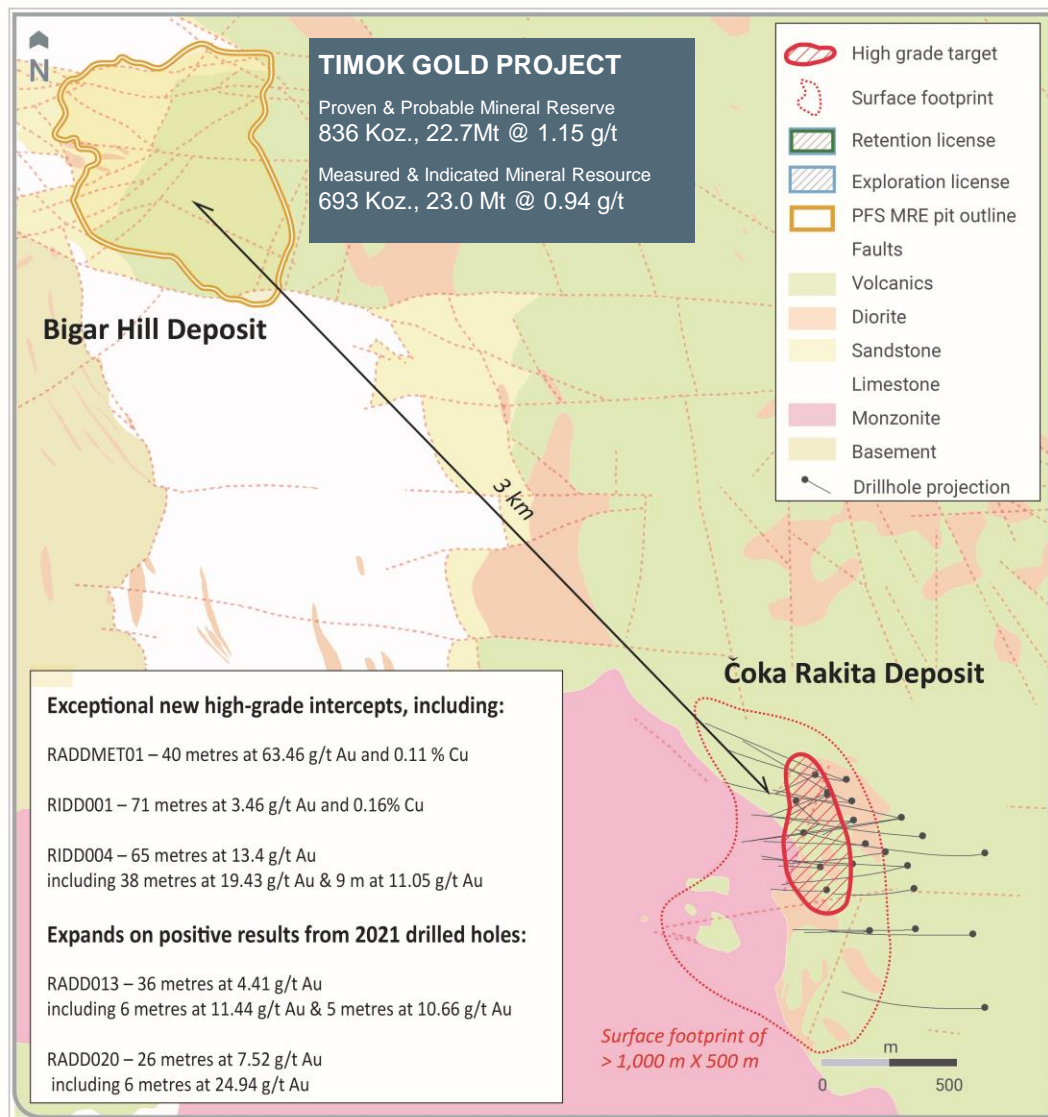 N
TIMOK GOLD PROJECT
Proven & Probable Mineral Reserve
836 Koz., 22.7Mt @ 1.15 g/t
Measured & Indicated Mineral Resource
693 Koz., 23.0 Mt @ 0.94 g/t
High grade target
Surface footprint
Retention license
Exploration license
PFS MRE pit outline
Faults
Volcanics
Diorite
Sandstone
Limestone
Monzonite
Basement
Drillhole projection
Bigar Hill Deposit
3 km
Čoka Rakita Deposit
Exceptional new high-grade intercepts, including:
RADDMET01 – 40 metres at 63.46 g/t Au and 0.11 % Cu
RIDD001 – 71 metres at 3.46 g/t Au and 0.16% Cu
RIDD004 – 65 metres at 13.4 g/t Au
including 38 metres at 19.43 g/t Au & 9 m at 11.05 g/t Au
Expands on positive results from 2021 drilled holes:
RADD013 – 36 metres at 4.41 g/t Au
including 6 metres at 11.44 g/t Au & 5 metres at 10.66 g/t Au
RADD020 – 26 metres at 7.52 g/t Au
including 6 metres at 24.94 g/t Au
Surface footprint of
> 1,000 m X 500 m
m
0 500